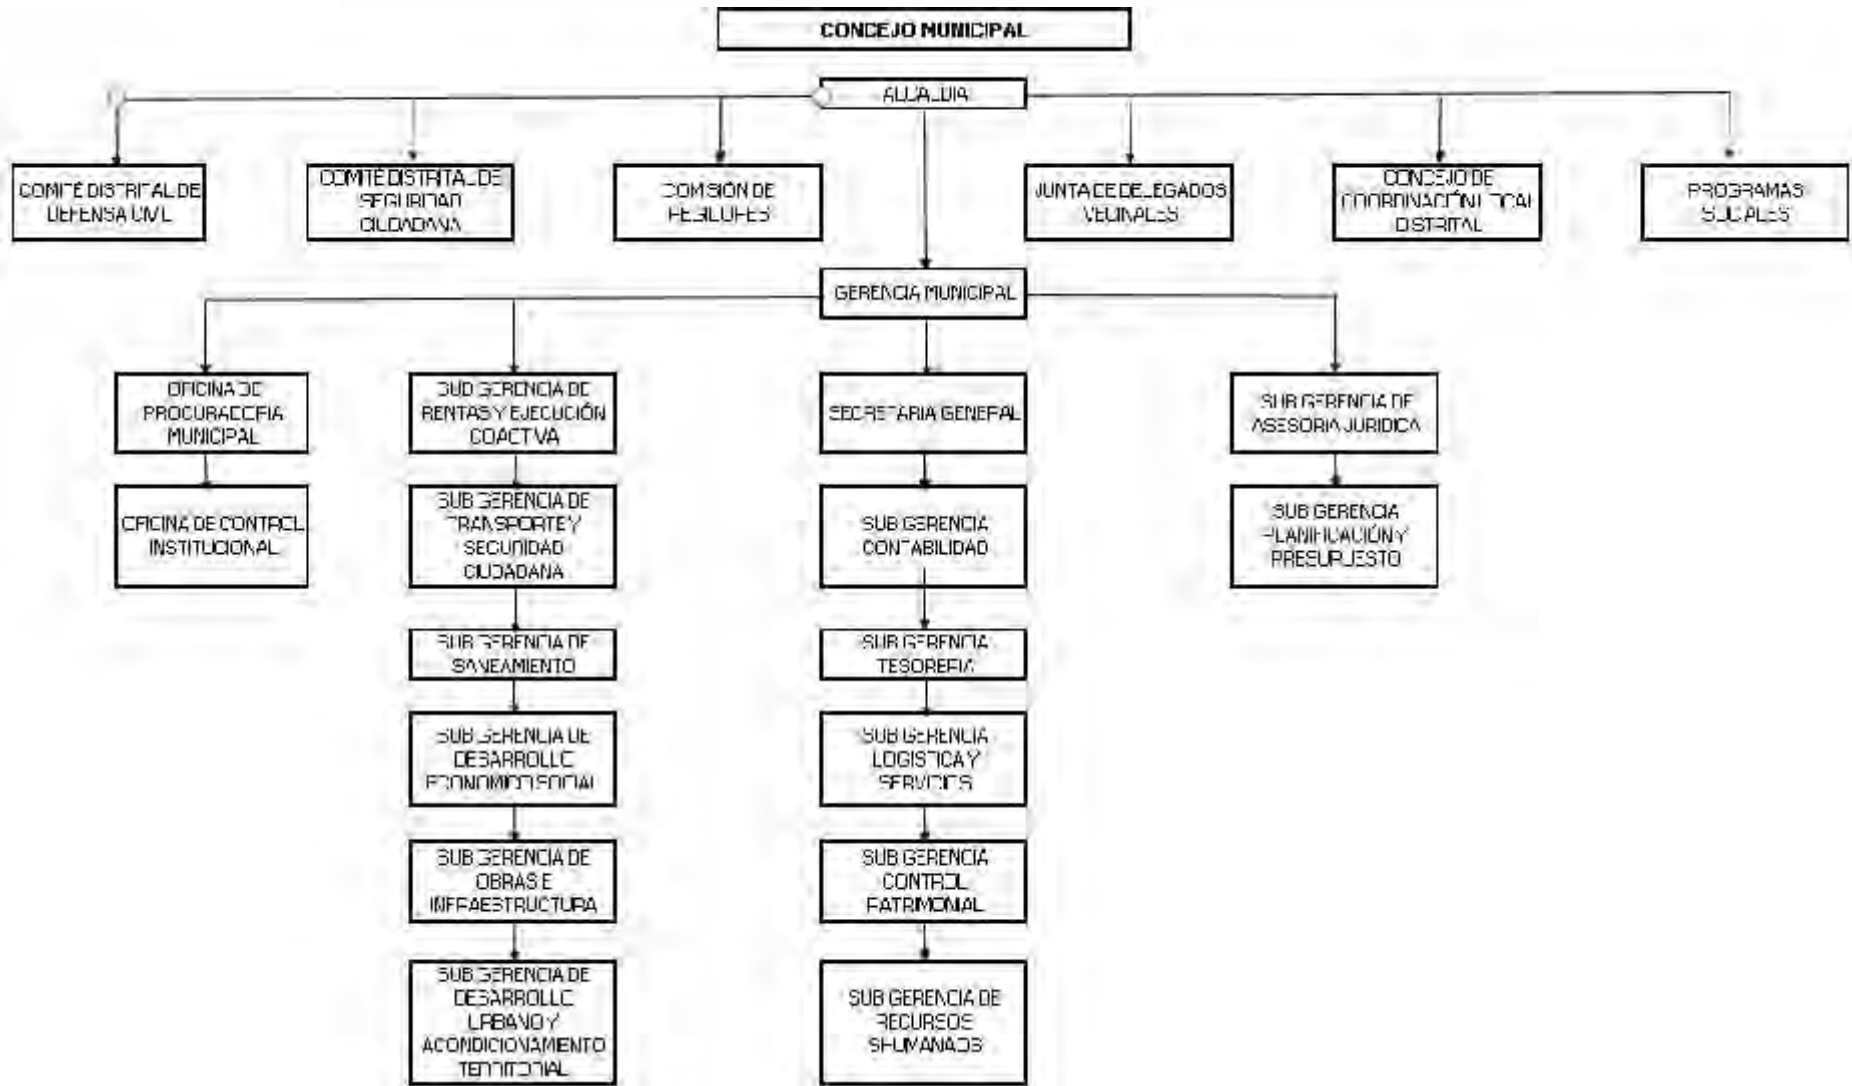 CONCEJO MUNICIPAL
ALCALDIA
COMITÉ DISTRITAL DE
DEFENSA CIVIL
COMITÉ DISTRITAL DE
SEGURIDAD
CIUDADANA
COMISIÓN DE
REGIDORES
JUNTA DE DELEGADOS
VECINALES
CONCEJO DE
COORDINACIÓN LOCAL
DISTRITAL
PROGRAMAS
SOCIALES
GERENCIA MUNICIPAL
OFICINA DE
PROCURADORIA
MUNICIPAL
SUB GERENCIA DE
RENTAS Y EJECUCIÓN
COACTIVA
SECRETARIA GENERAL
SUB GERENCIA DE
ASESORIA JURIDICA
OFICINA DE CONTROL
INSTITUCIONAL
SUB GERENCIA DE
TRANSPORTE Y
SEGURIDAD
CIUDADANA
SUB GERENCIA
CONTABILIDAD
SUB GERENCIA
PLANIFICACIÓN Y
PRESUPUESTO
SUB GERENCIA DE
SANEAMIENTO
SUB GERENCIA
TESORERIA
SUB GERENCIA DE
DESARROLLO
ECONOMICO SOCIAL
SUB GERENCIA
LOGISTICA Y
SERVICIOS
SUB GERENCIA DE
OBRAS E
INFRAESTRUCTURA
SUB GERENCIA
CONTROL
PATRIMONIAL
SUB GERENCIA DE
DESARROLLO
URBANO Y
ACONDICIONAMIENTO
TERRITORIAL
SUB GERENCIA DE
RECURSOS
SHUMANAOS